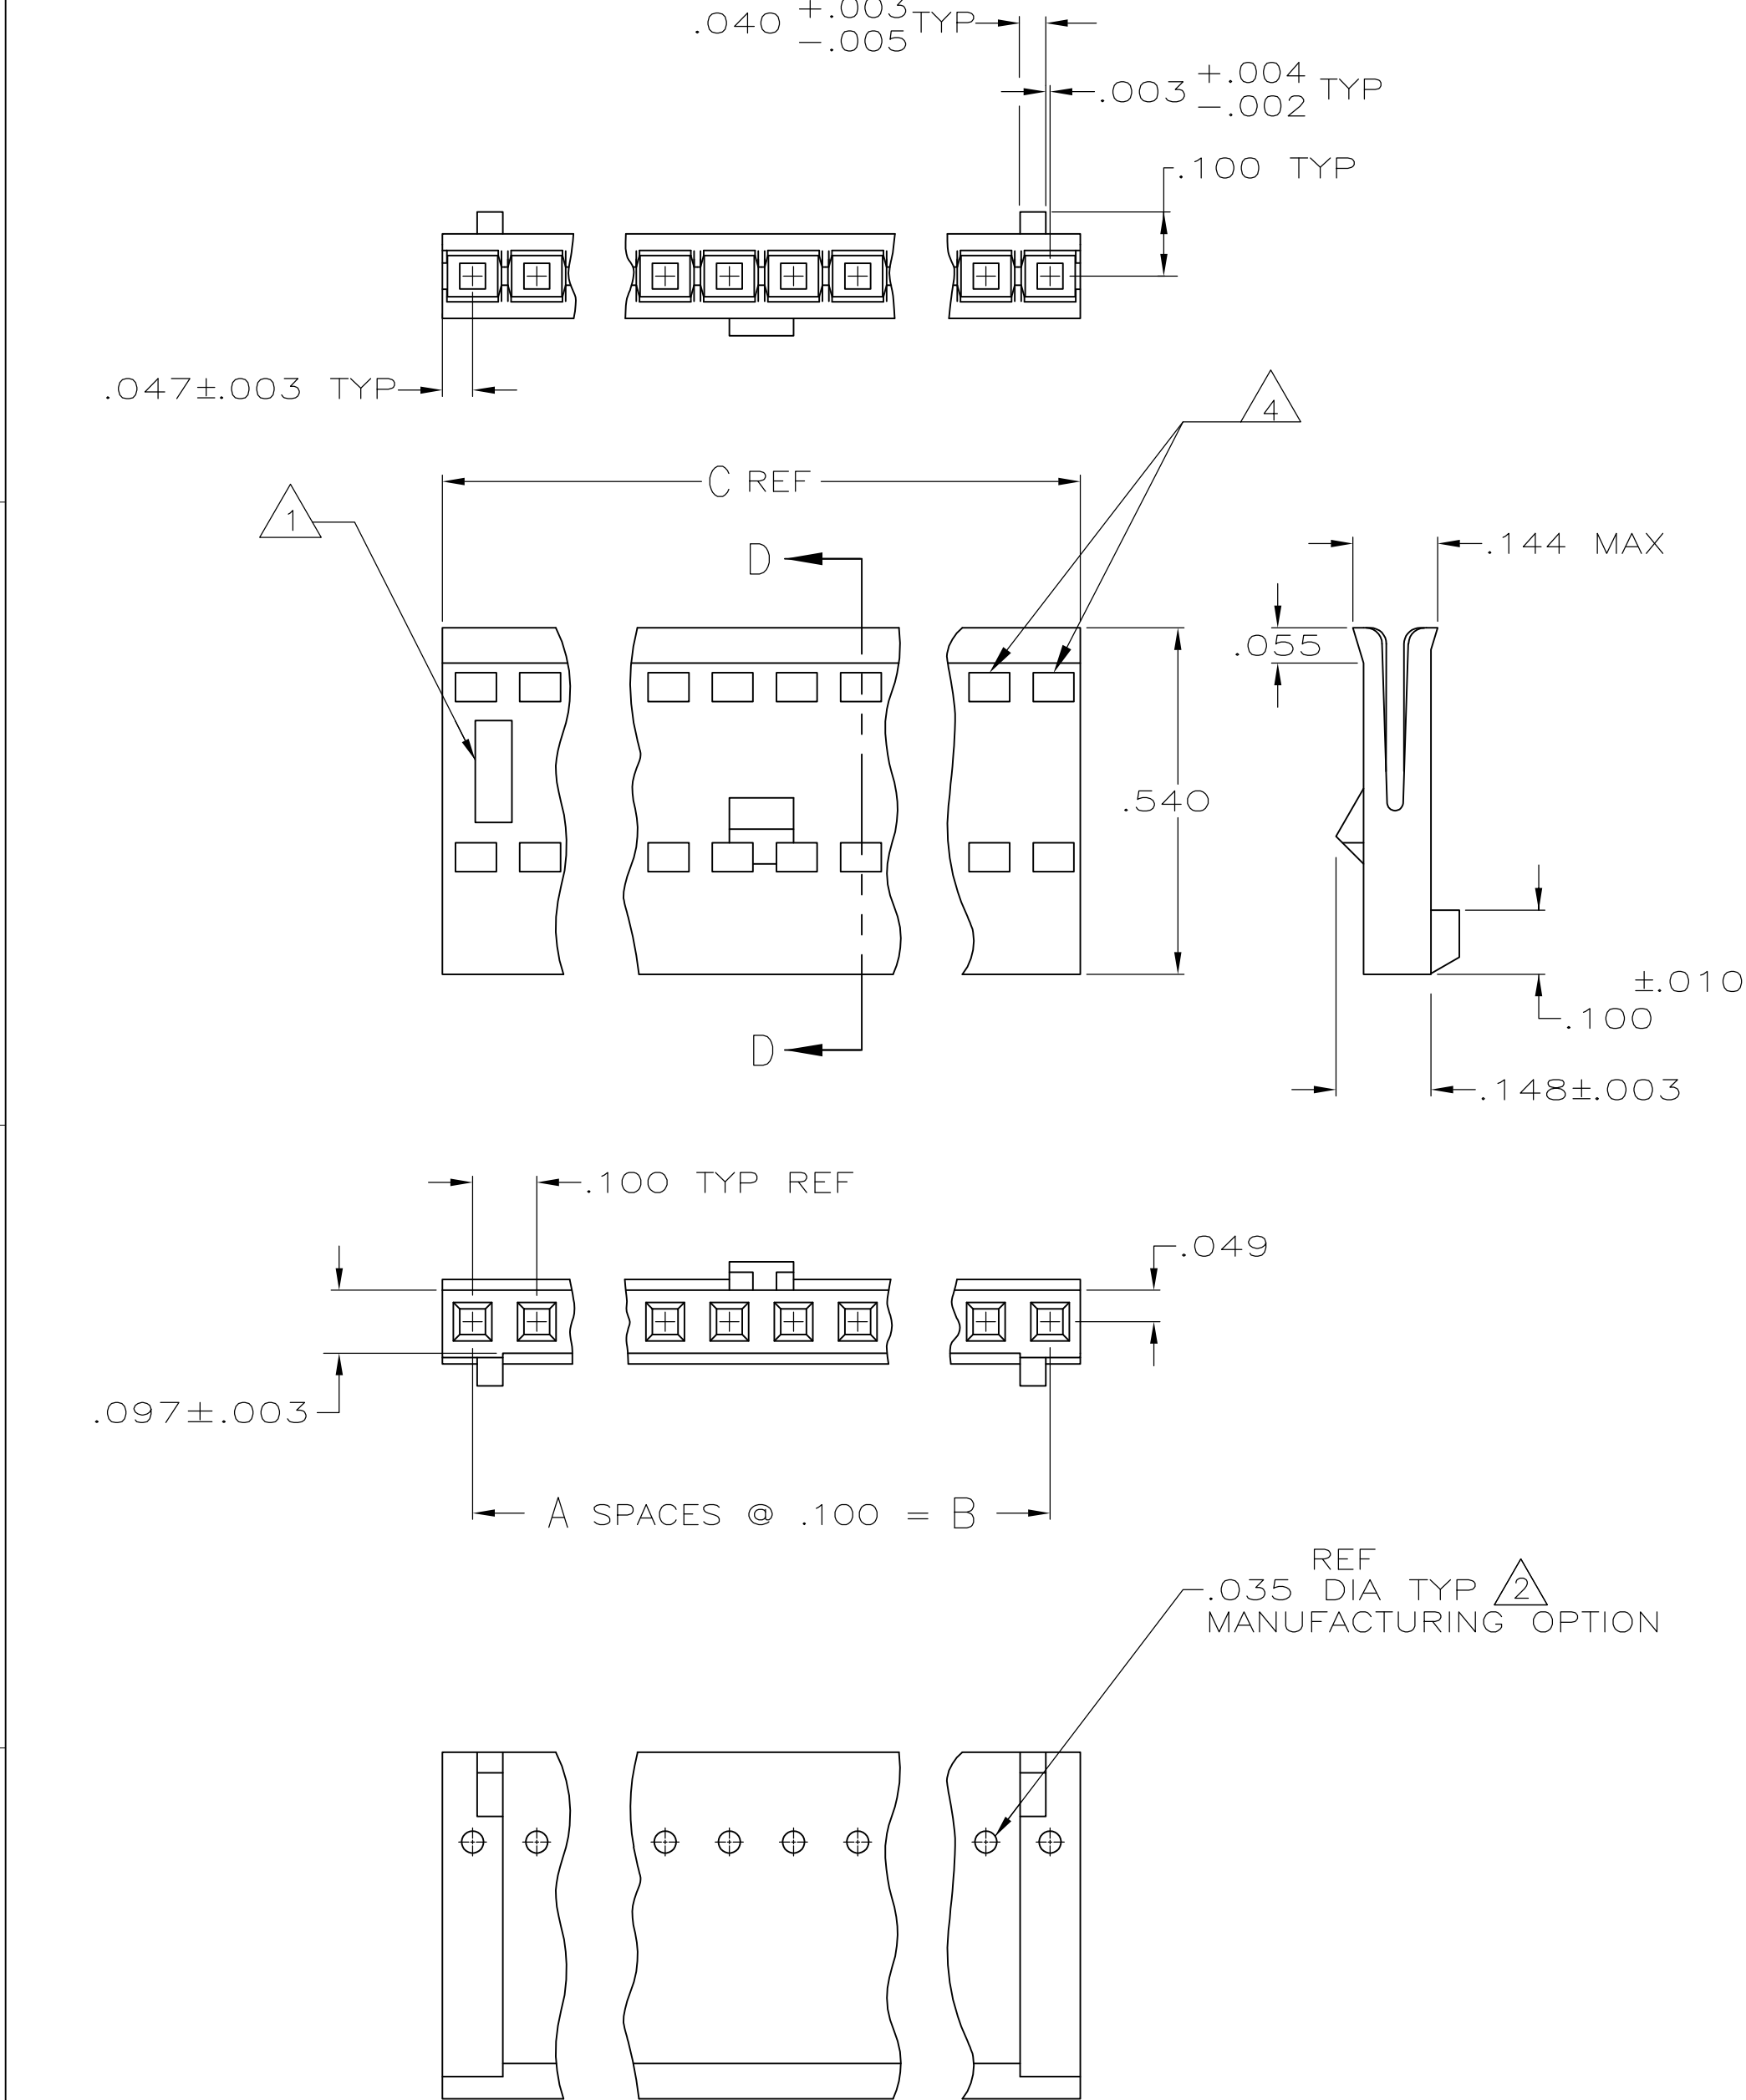 .040 +.003 TYP
-.005
.003 +.004 TYP
-.002
.100 TYP
.047±.003 TYP
4
C REF
1
D
.144 MAX
.055
.540
±.010
.100
D
.148±.003
.100 TYP REF
.049
.097±.003
A SPACES @ .100 = B
REF
.035 DIA TYP 2
MANUFACTURING OPTION